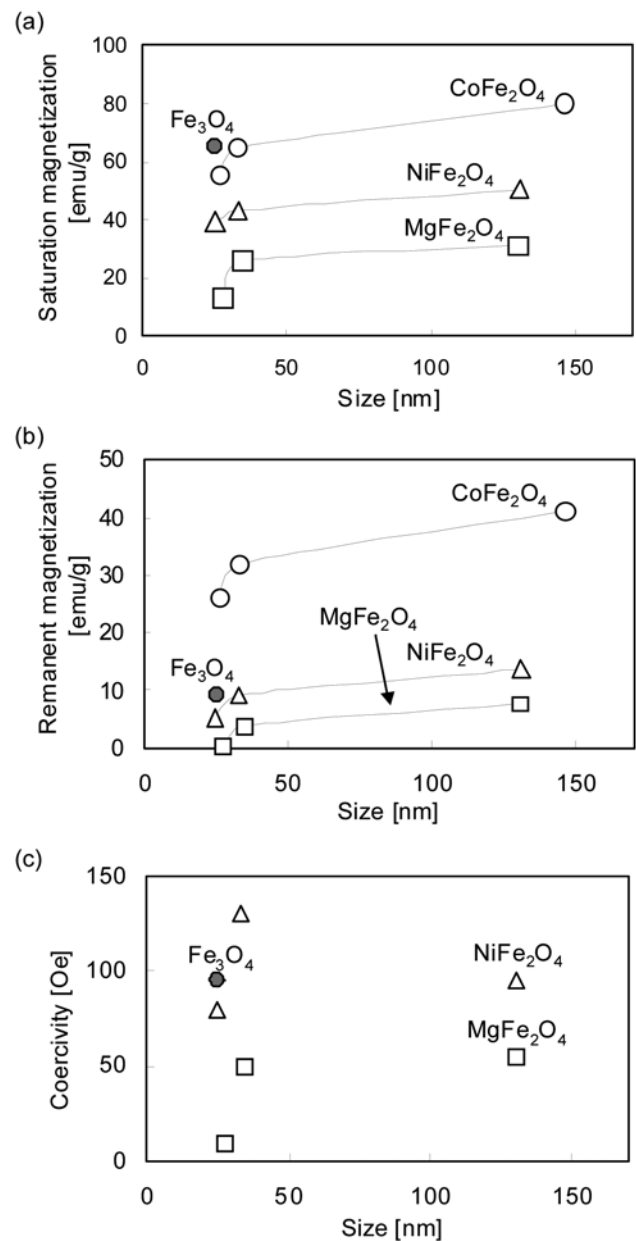 (a)
Saturation magnetization
[emu/g]
100
80
60
40
20
0
Fe₃O₄
CoFe₂O₄
NiFe₂O₄
MgFe₂O₄
0 50 100 150
Size [nm]
(b)
Remanent magnetization
[emu/g]
50
40
30
20
10
0
CoFe₂O₄
MgFe₂O₄
NiFe₂O₄
Fe₃O₄
0 50 100 150
Size [nm]
(c)
Coercivity [Oe]
150
100
50
0
Fe₃O₄
NiFe₂O₄
MgFe₂O₄
0 50 100 150
Size [nm]